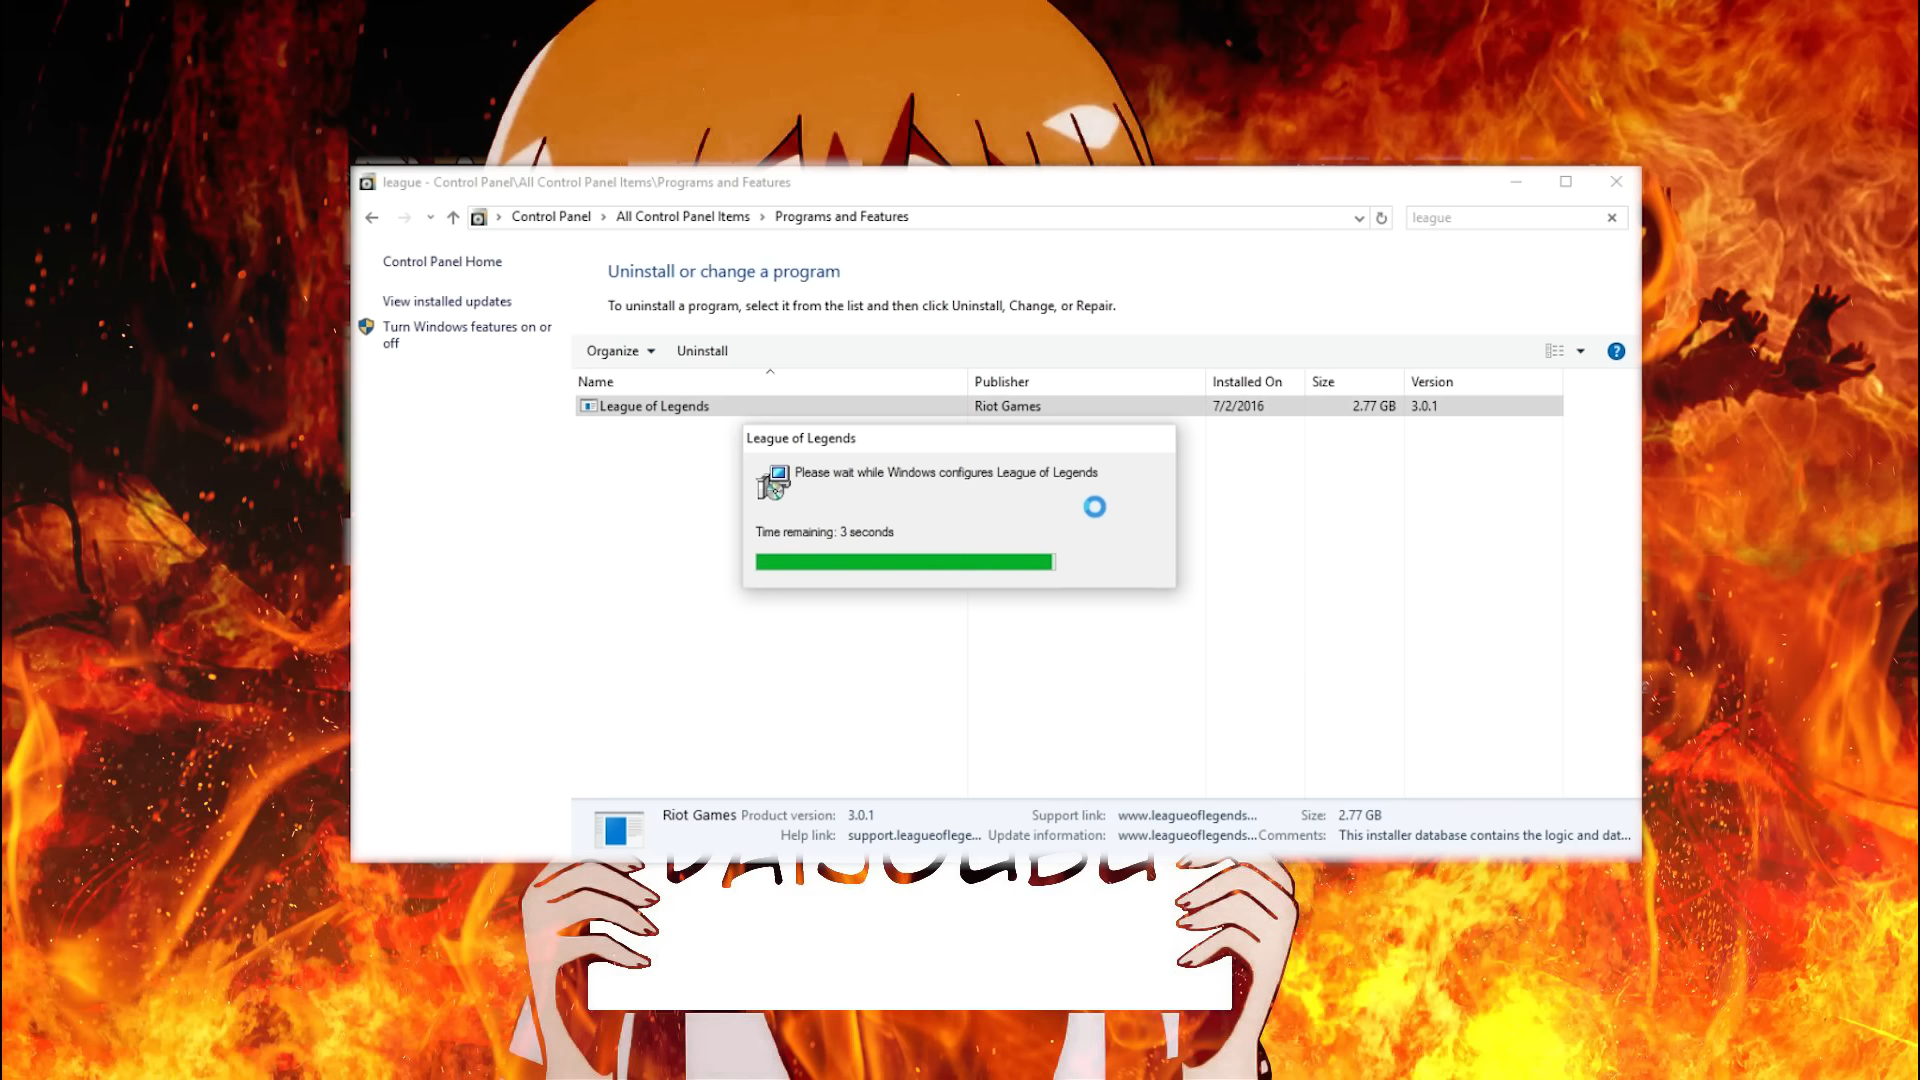 league - Control Panel\All Control Panel Items\Programs and Features
Control Panel › All Control Panel Items › Programs and Features
league
Control Panel Home
View installed updates
Turn Windows features on or
off
Uninstall or change a program
To uninstall a program, select it from the list and then click Uninstall, Change, or Repair.
Organize Uninstall
Name Publisher Installed On Size Version
League of Legends Riot Games 7/2/2016 2.77 GB 3.0.1
League of Legends
Please wait while Windows configures League of Legends
Time remaining: 3 seconds
Riot Games Product version: 3.0.1 Support link: www.leagueoflegends... Size: 2.77 GB
Help link: support.leagueoflege... Update information: www.leagueoflegends... Comments: This installer database contains the logic and dat...
DAIJOUBU